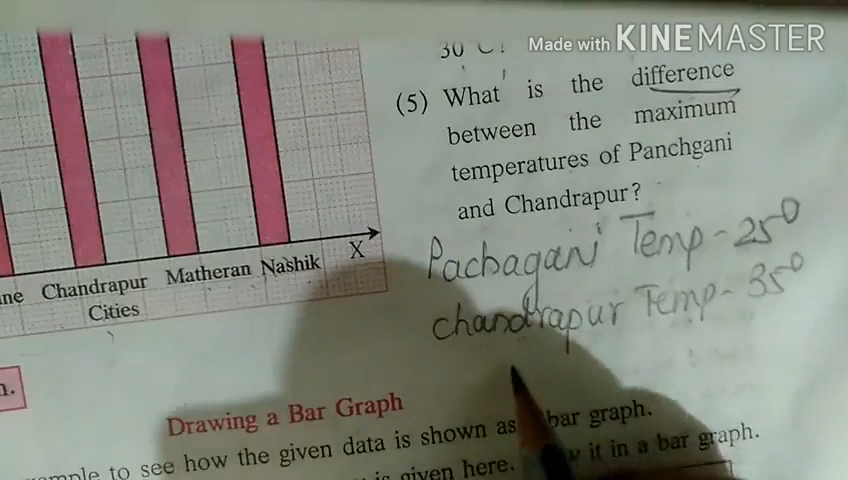 Made with KINEMASTER
30°C?
(5) What is the difference
between the maximum
temperatures of Panchgani
and Chandrapur?
Pachagani Temp - 25°
chandrapur Temp - 35°
X
ne Chandrapur Matheran Nashik
Cities
n.
Drawing a Bar Graph
ample to see how the given data is shown as bar graph.
is given here. it in a bar graph.